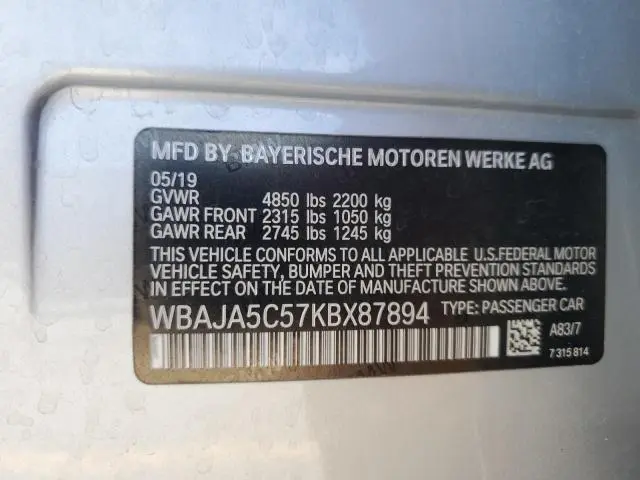 MFD BY: BAYERISCHE MOTOREN WERKE AG
05/19
GVWR 4850 lbs 2200 kg
GAWR FRONT 2315 lbs 1050 kg
GAWR REAR 2745 lbs 1245 kg
THIS VEHICLE CONFORMS TO ALL APPLICABLE U.S.FEDERAL MOTOR
VEHICLE SAFETY, BUMPER AND THEFT PREVENTION STANDARDS
IN EFFECT ON THE DATE OF MANUFACTURE SHOWN ABOVE.
WBAJA5C57KBX87894 TYPE: PASSENGER CAR
A83/7
7 315 814